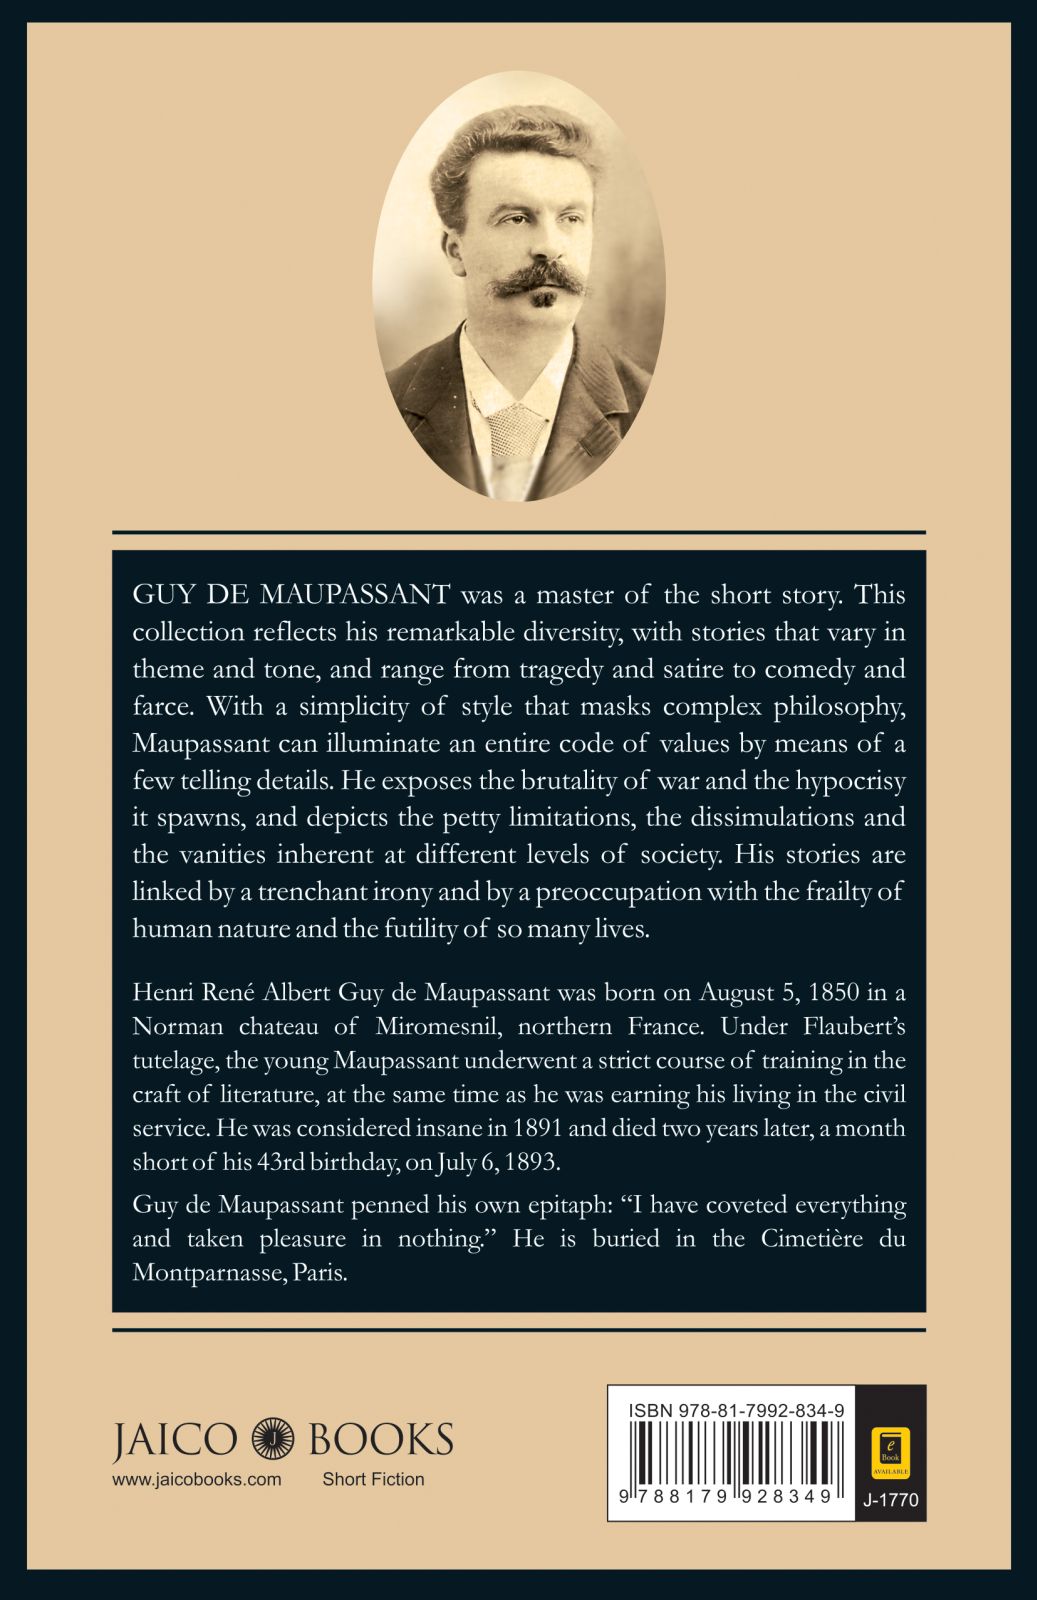 GUY DE MAUPASSANT was a master of the short story. This
collection reflects his remarkable diversity, with stories that vary in
theme and tone, and range from tragedy and satire to comedy and
farce. With a simplicity of style that masks complex philosophy,
Maupassant can illuminate an entire code of values by means of a
few telling details. He exposes the brutality of war and the hypocrisy
it spawns, and depicts the petty limitations, the dissimulations and
the vanities inherent at different levels of society. His stories are
linked by a trenchant irony and by a preoccupation with the frailty of
human nature and the futility of so many lives.
Henri René Albert Guy de Maupassant was born on August 5, 1850 in a
Norman chateau of Miromesnil, northern France. Under Flaubert's
tutelage, the young Maupassant underwent a strict course of training in the
craft of literature, at the same time as he was earning his living in the civil
service. He was considered insane in 1891 and died two years later, a month
short of his 43rd birthday, on July 6, 1893.
Guy de Maupassant penned his own epitaph: “I have coveted everything
and taken pleasure in nothing.” He is buried in the Cimetière du
Montparnasse, Paris.
JAICO J BOOKS
www.jaicobooks.com Short Fiction
ISBN 978-81-7992-834-9
9 788179 928349
e
Book
AVAILABLE
J-1770